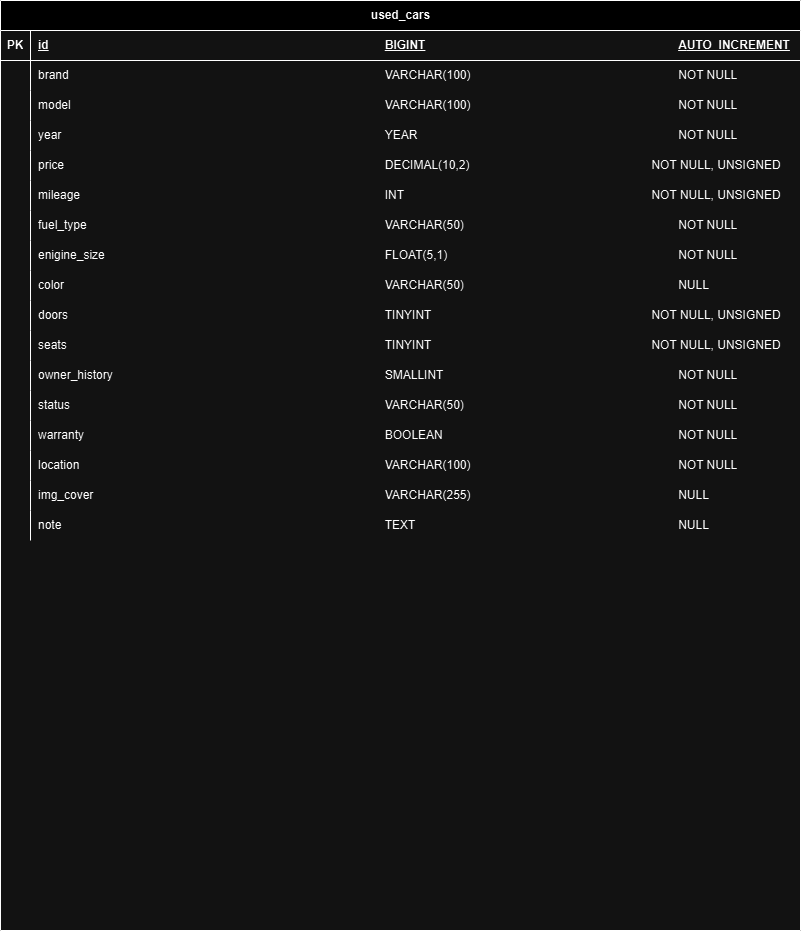 used_cars
PK id BIGINT AUTO_INCREMENT
brand VARCHAR(100) NOT NULL
model VARCHAR(100) NOT NULL
year YEAR NOT NULL
price DECIMAL(10,2) NOT NULL, UNSIGNED
mileage INT NOT NULL, UNSIGNED
fuel_type VARCHAR(50) NOT NULL
enigine_size FLOAT(5,1) NOT NULL
color VARCHAR(50) NULL
doors TINYINT NOT NULL, UNSIGNED
seats TINYINT NOT NULL, UNSIGNED
owner_history SMALLINT NOT NULL
status VARCHAR(50) NOT NULL
warranty BOOLEAN NOT NULL
location VARCHAR(100) NOT NULL
img_cover VARCHAR(255) NULL
note TEXT NULL